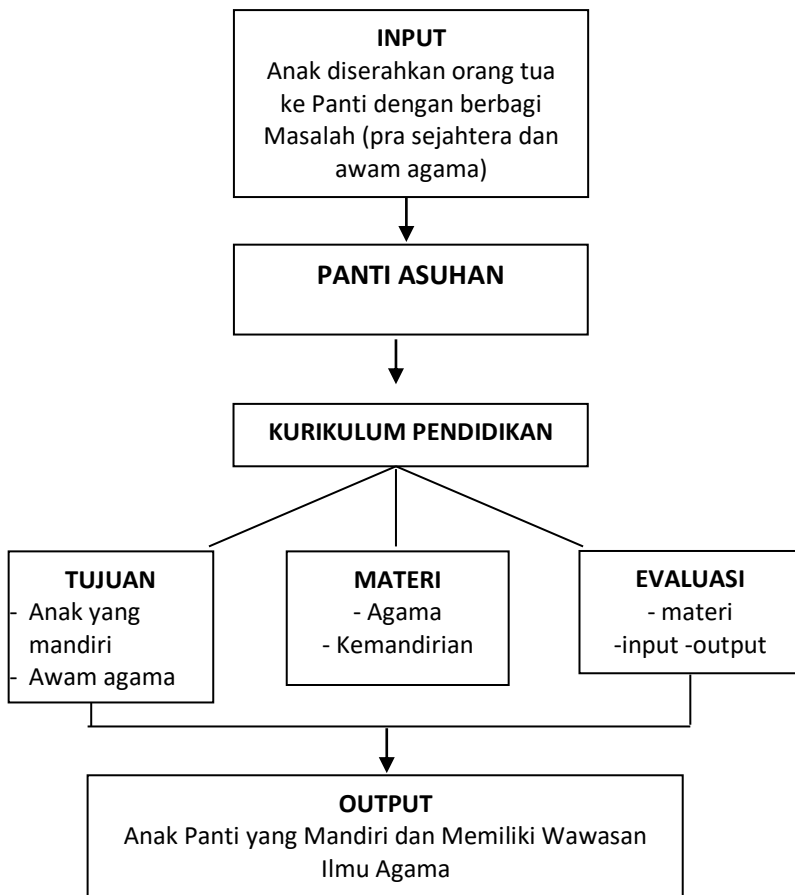 INPUT
Anak diserahkan orang tua
ke Panti dengan berbagi
Masalah (pra sejahtera dan
awam agama)
PANTI ASUHAN
KURIKULUM PENDIDIKAN
TUJUAN
- Anak yang
mandiri
- Awam agama
MATERI
- Agama
- Kemandirian
EVALUASI
- materi
-input -output
OUTPUT
Anak Panti yang Mandiri dan Memiliki Wawasan
Ilmu Agama